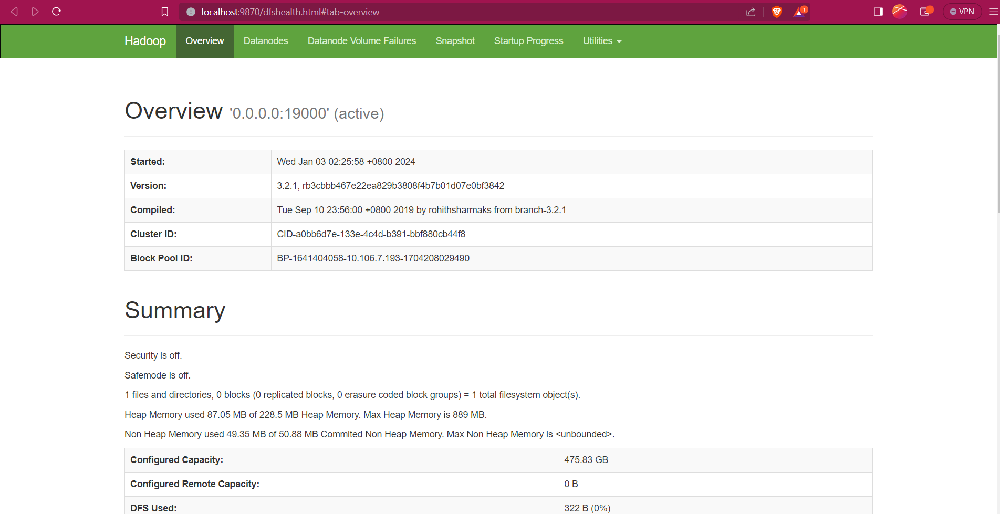 localhost:9870/dfshealth.html#tab-overview
1
VPN
Hadoop Overview Datanodes Datanode Volume Failures Snapshot Startup Progress Utilities
Overview '0.0.0.0:19000' (active)
Started: Wed Jan 03 02:25:58 +0800 2024
Version: 3.2.1, rb3cbbb467e22ea829b3808f4b7b01d07e0bf3842
Compiled: Tue Sep 10 23:56:00 +0800 2019 by rohithsharmaks from branch-3.2.1
Cluster ID: CID-a0bb6d7e-133e-4c4d-b391-bbf880cb44f8
Block Pool ID: BP-1641404058-10.106.7.193-1704208029490
Summary
Security is off.
Safemode is off.
1 files and directories, 0 blocks (0 replicated blocks, 0 erasure coded block groups) = 1 total filesystem object(s).
Heap Memory used 87.05 MB of 228.5 MB Heap Memory. Max Heap Memory is 889 MB.
Non Heap Memory used 49.35 MB of 50.88 MB Commited Non Heap Memory. Max Non Heap Memory is <unbounded>.
Configured Capacity: 475.83 GB
Configured Remote Capacity: 0 B
DFS Used: 322 B (0%)